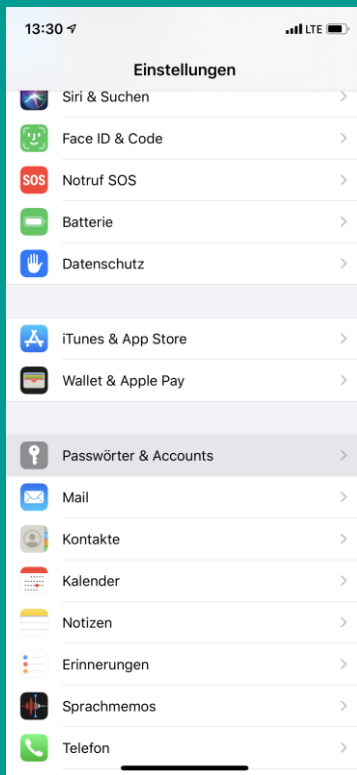 13:30
LTE
Einstellungen
Siri & Suchen
Face ID & Code
SOS Notruf SOS
Batterie
Datenschutz
iTunes & App Store
Wallet & Apple Pay
Passwörter & Accounts
Mail
Kontakte
Kalender
Notizen
Erinnerungen
Sprachmemos
Telefon